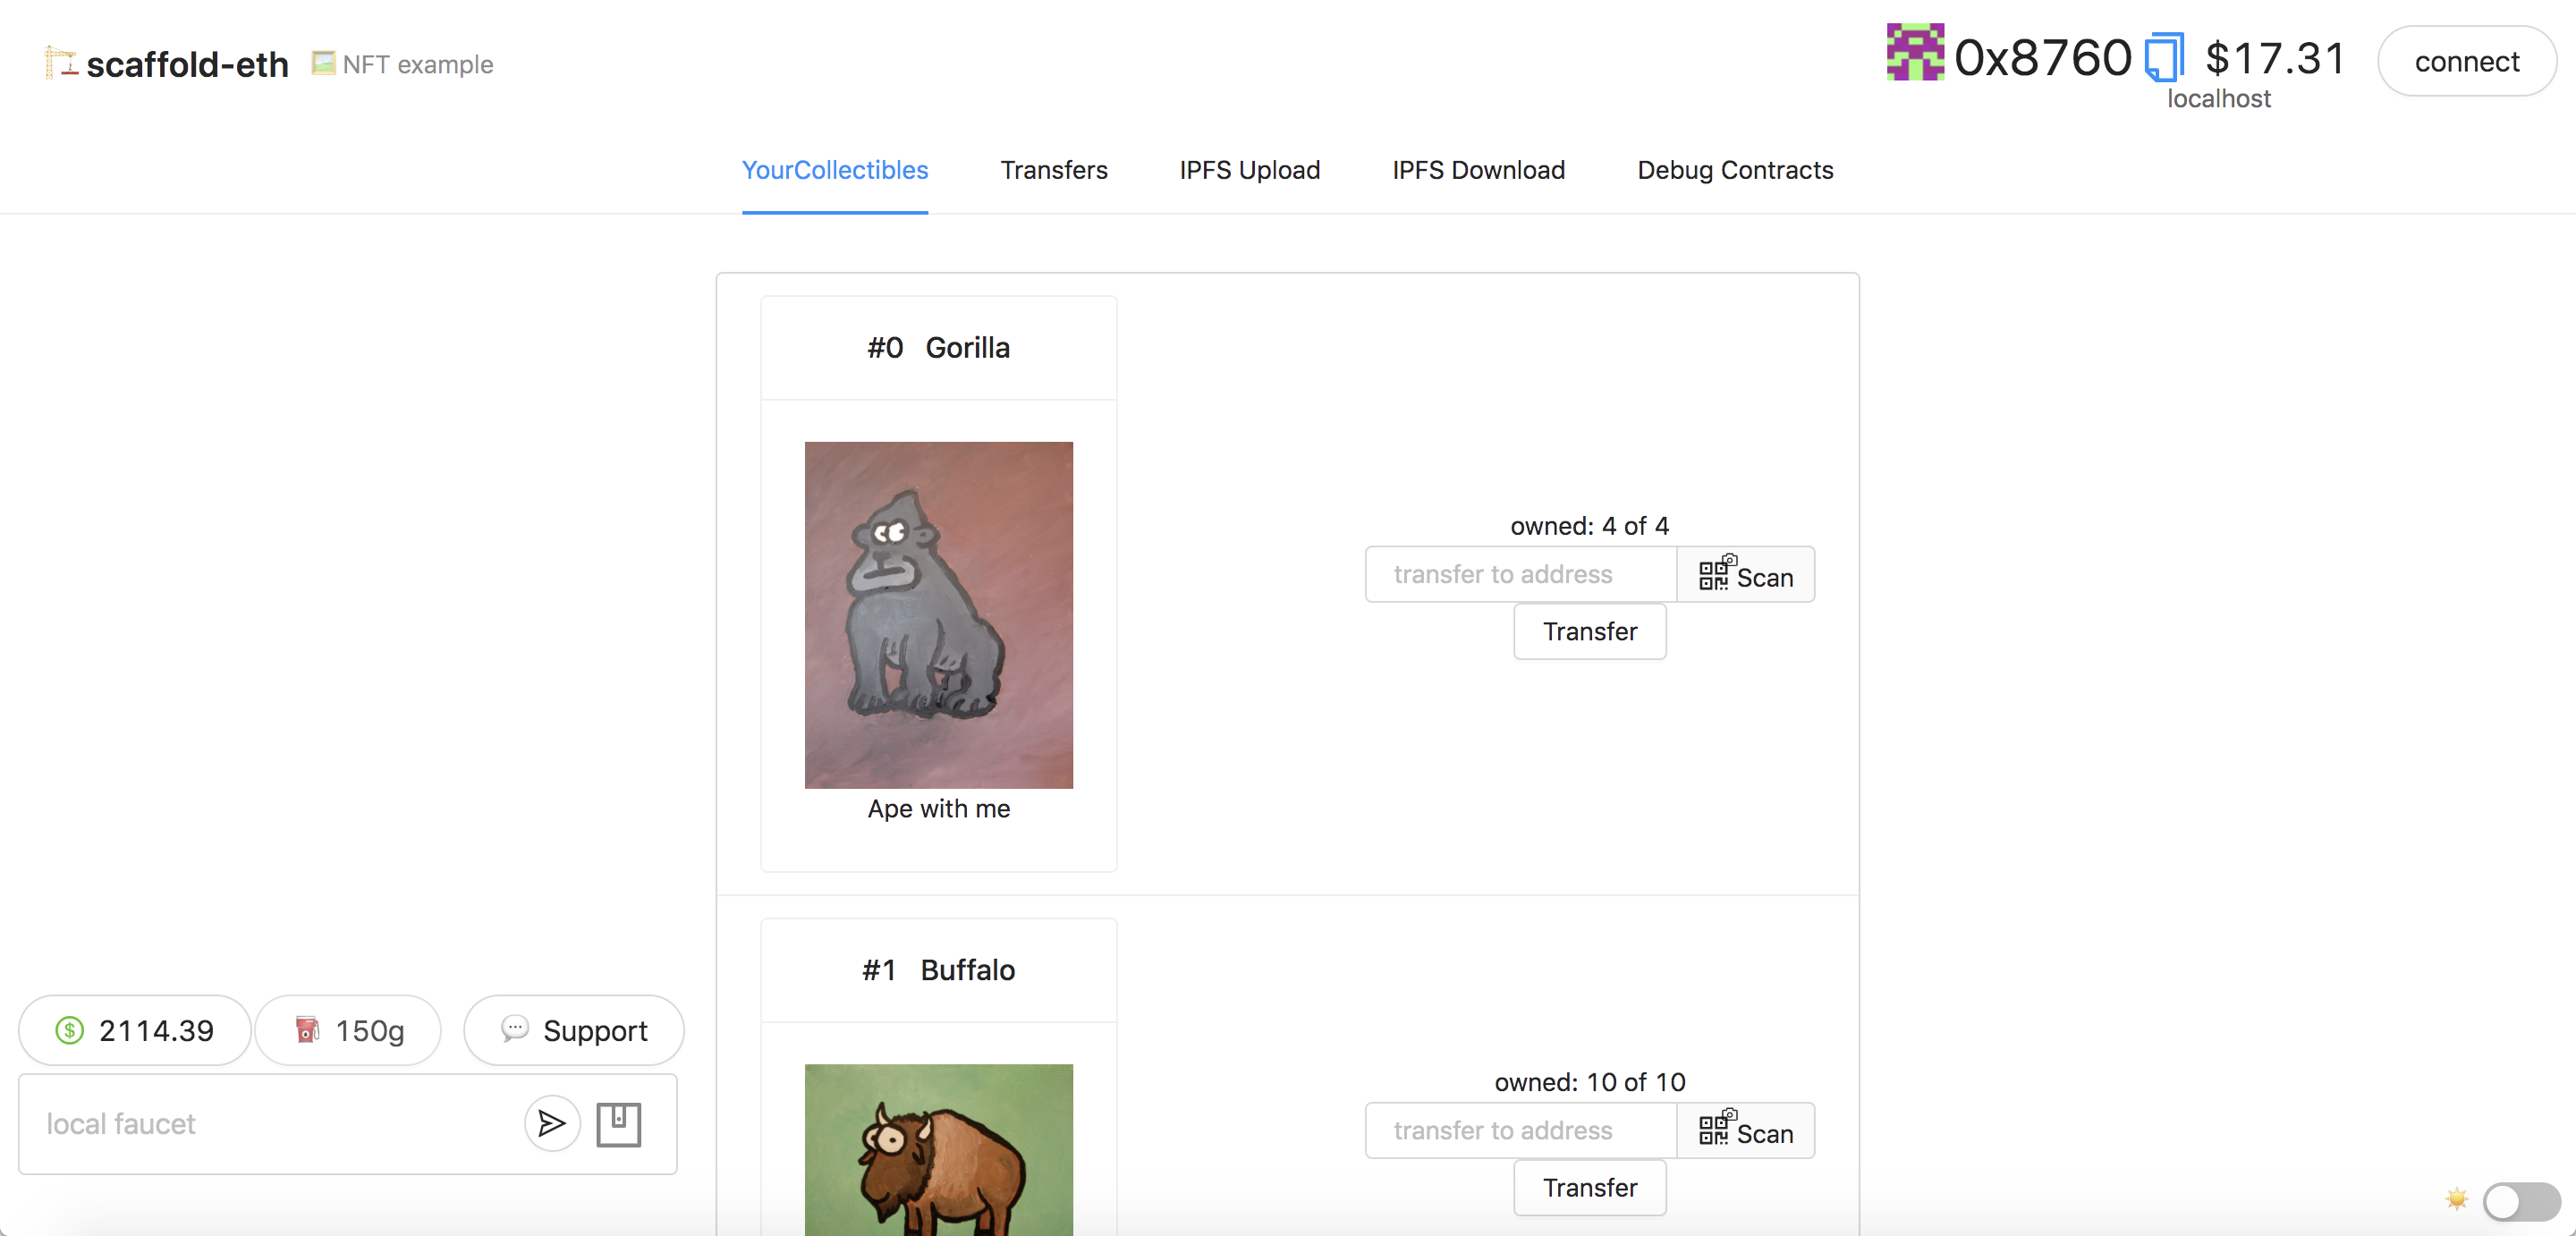 scaffold-eth NFT example
0x8760 $17.31 connect
localhost
YourCollectibles Transfers IPFS Upload IPFS Download Debug Contracts
#0 Gorilla
Ape with me
owned: 4 of 4
transfer to address Scan
Transfer
#1 Buffalo
owned: 10 of 10
transfer to address Scan
Transfer
2114.39 150g Support
local faucet